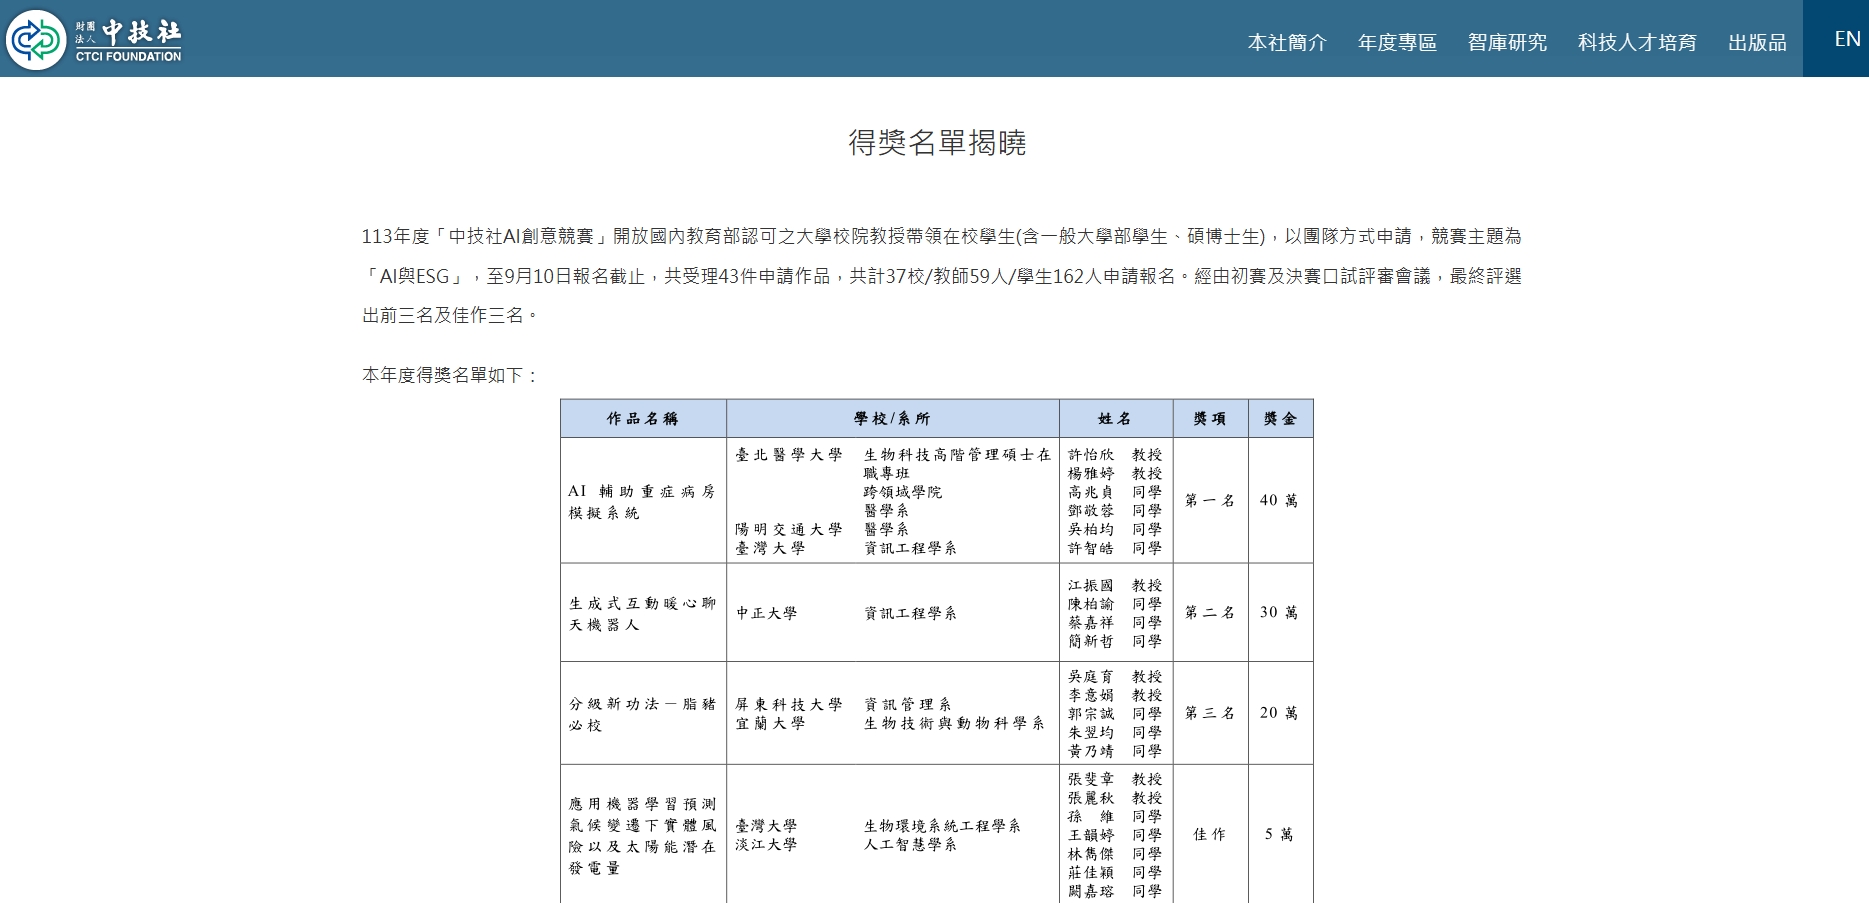 財團法人 中技社
CTCI FOUNDATION
本社簡介 年度專區 智庫研究 科技人才培育 出版品 EN
得獎名單揭曉
113年度「中技社AI創意競賽」開放國內教育部認可之大學校院教授帶領在校學生(含一般大學部學生、碩博士生)，以團隊方式申請，競賽主題為
「AI與ESG」，至9月10日報名截止，共受理43件申請作品，共計37校/教師59人/學生162人申請報名。經由初賽及決賽口試評審會議，最終評選
出前三名及佳作三名。
本年度得獎名單如下：
作品名稱 學校/系所 姓名 獎項 獎金
AI 輔助重症病房
模擬系統
臺北醫學大學 生物科技高階管理碩士在
職專班
跨領域學院
醫學系
陽明交通大學 醫學系
臺灣大學 資訊工程學系
許怡欣 教授
楊雅婷 教授
高兆貞 同學
鄧敬蓉 同學
吳柏均 同學
許智皓 同學
第一名
40 萬
生成式互動暖心聊
天機器人
中正大學 資訊工程學系
江振國 教授
陳柏諭 同學
蔡嘉祥 同學
簡新哲 同學
第二名
30 萬
分級新功法－脂豬
必校
屏東科技大學 資訊管理系
宜蘭大學 生物技術與動物科學系
吳庭育 教授
李意娟 教授
郭宗誠 同學
朱翌均 同學
黃乃靖 同學
第三名
20 萬
應用機器學習預測
氣候變遷下實體風
險以及太陽能潛在
發電量
臺灣大學 生物環境系統工程學系
淡江大學 人工智慧學系
張斐章 教授
張麗秋 教授
孫 維 同學
王韻婷 同學
林雋傑 同學
莊佳穎 同學
闕嘉瑢 同學
佳作
5 萬